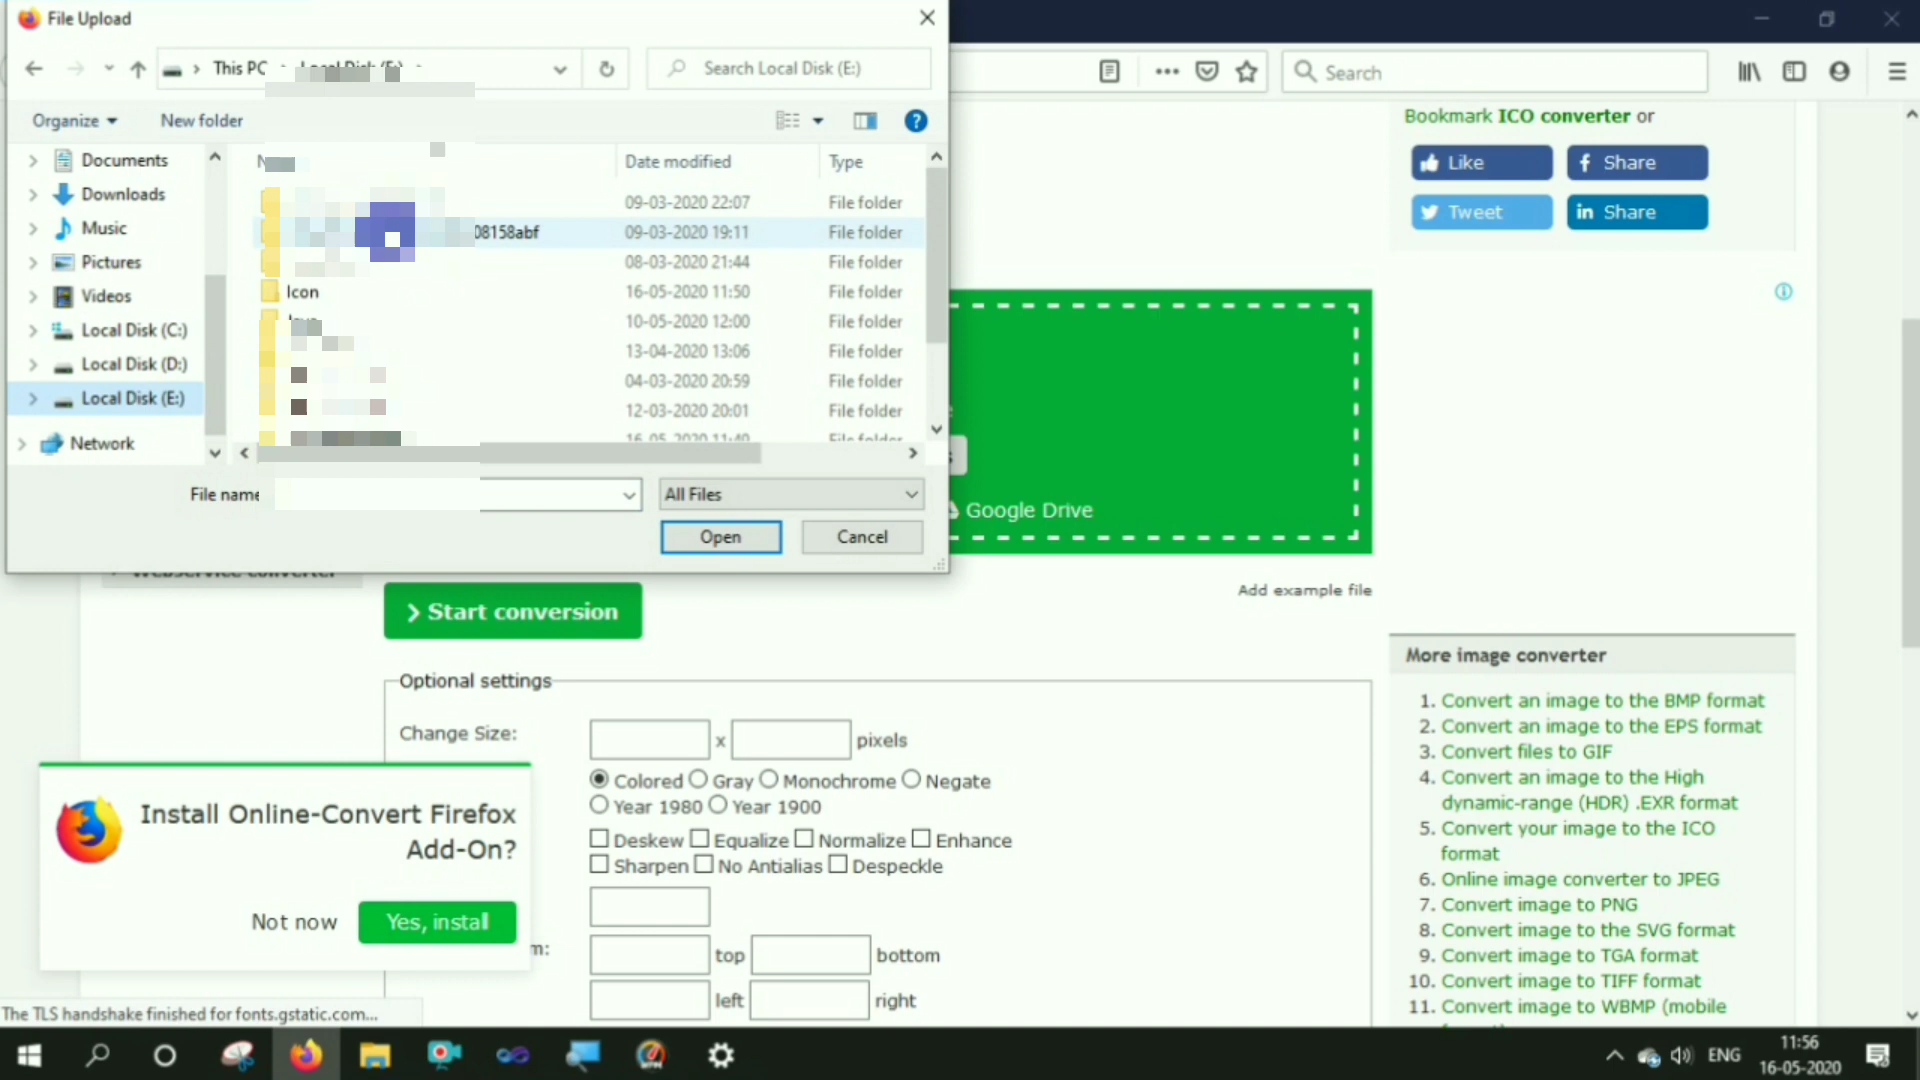 File Upload
This PC
Search Local Disk (E:)
Search
Organize
New folder
Documents
Downloads
Music
Pictures
Videos
Local Disk (C:)
Local Disk (D:)
Local Disk (E:)
Network
Date modified
Type
09-03-2020 22:07 File folder
08158abf 09-03-2020 19:11 File folder
08-03-2020 21:44 File folder
Icon 16-05-2020 11:50 File folder
10-05-2020 12:00 File folder
13-04-2020 13:06 File folder
04-03-2020 20:59 File folder
12-03-2020 20:01 File folder
16-05-2020 11:49 File folder
File name
All Files
Open
Cancel
Bookmark ICO converter or
Like
Share
Tweet
Share
Google Drive
Add example file
Webservice converter
Start conversion
Optional settings
Change Size:
x
pixels
Colored Gray Monochrome Negate
Year 1980 Year 1900
Deskew Equalize Normalize Enhance
Sharpen No Antialias Despeckle
m:
top
bottom
left
right
Install Online-Convert Firefox
Add-On?
Not now
Yes, install
More image converter
1. Convert an image to the BMP format
2. Convert an image to the EPS format
3. Convert files to GIF
4. Convert an image to the High
dynamic-range (HDR) .EXR format
5. Convert your image to the ICO
format
6. Online image converter to JPEG
7. Convert image to PNG
8. Convert image to the SVG format
9. Convert image to TGA format
10. Convert image to TIFF format
11. Convert image to WBMP (mobile
The TLS handshake finished for fonts.gstatic.com...
ENG
11:56
16-05-2020